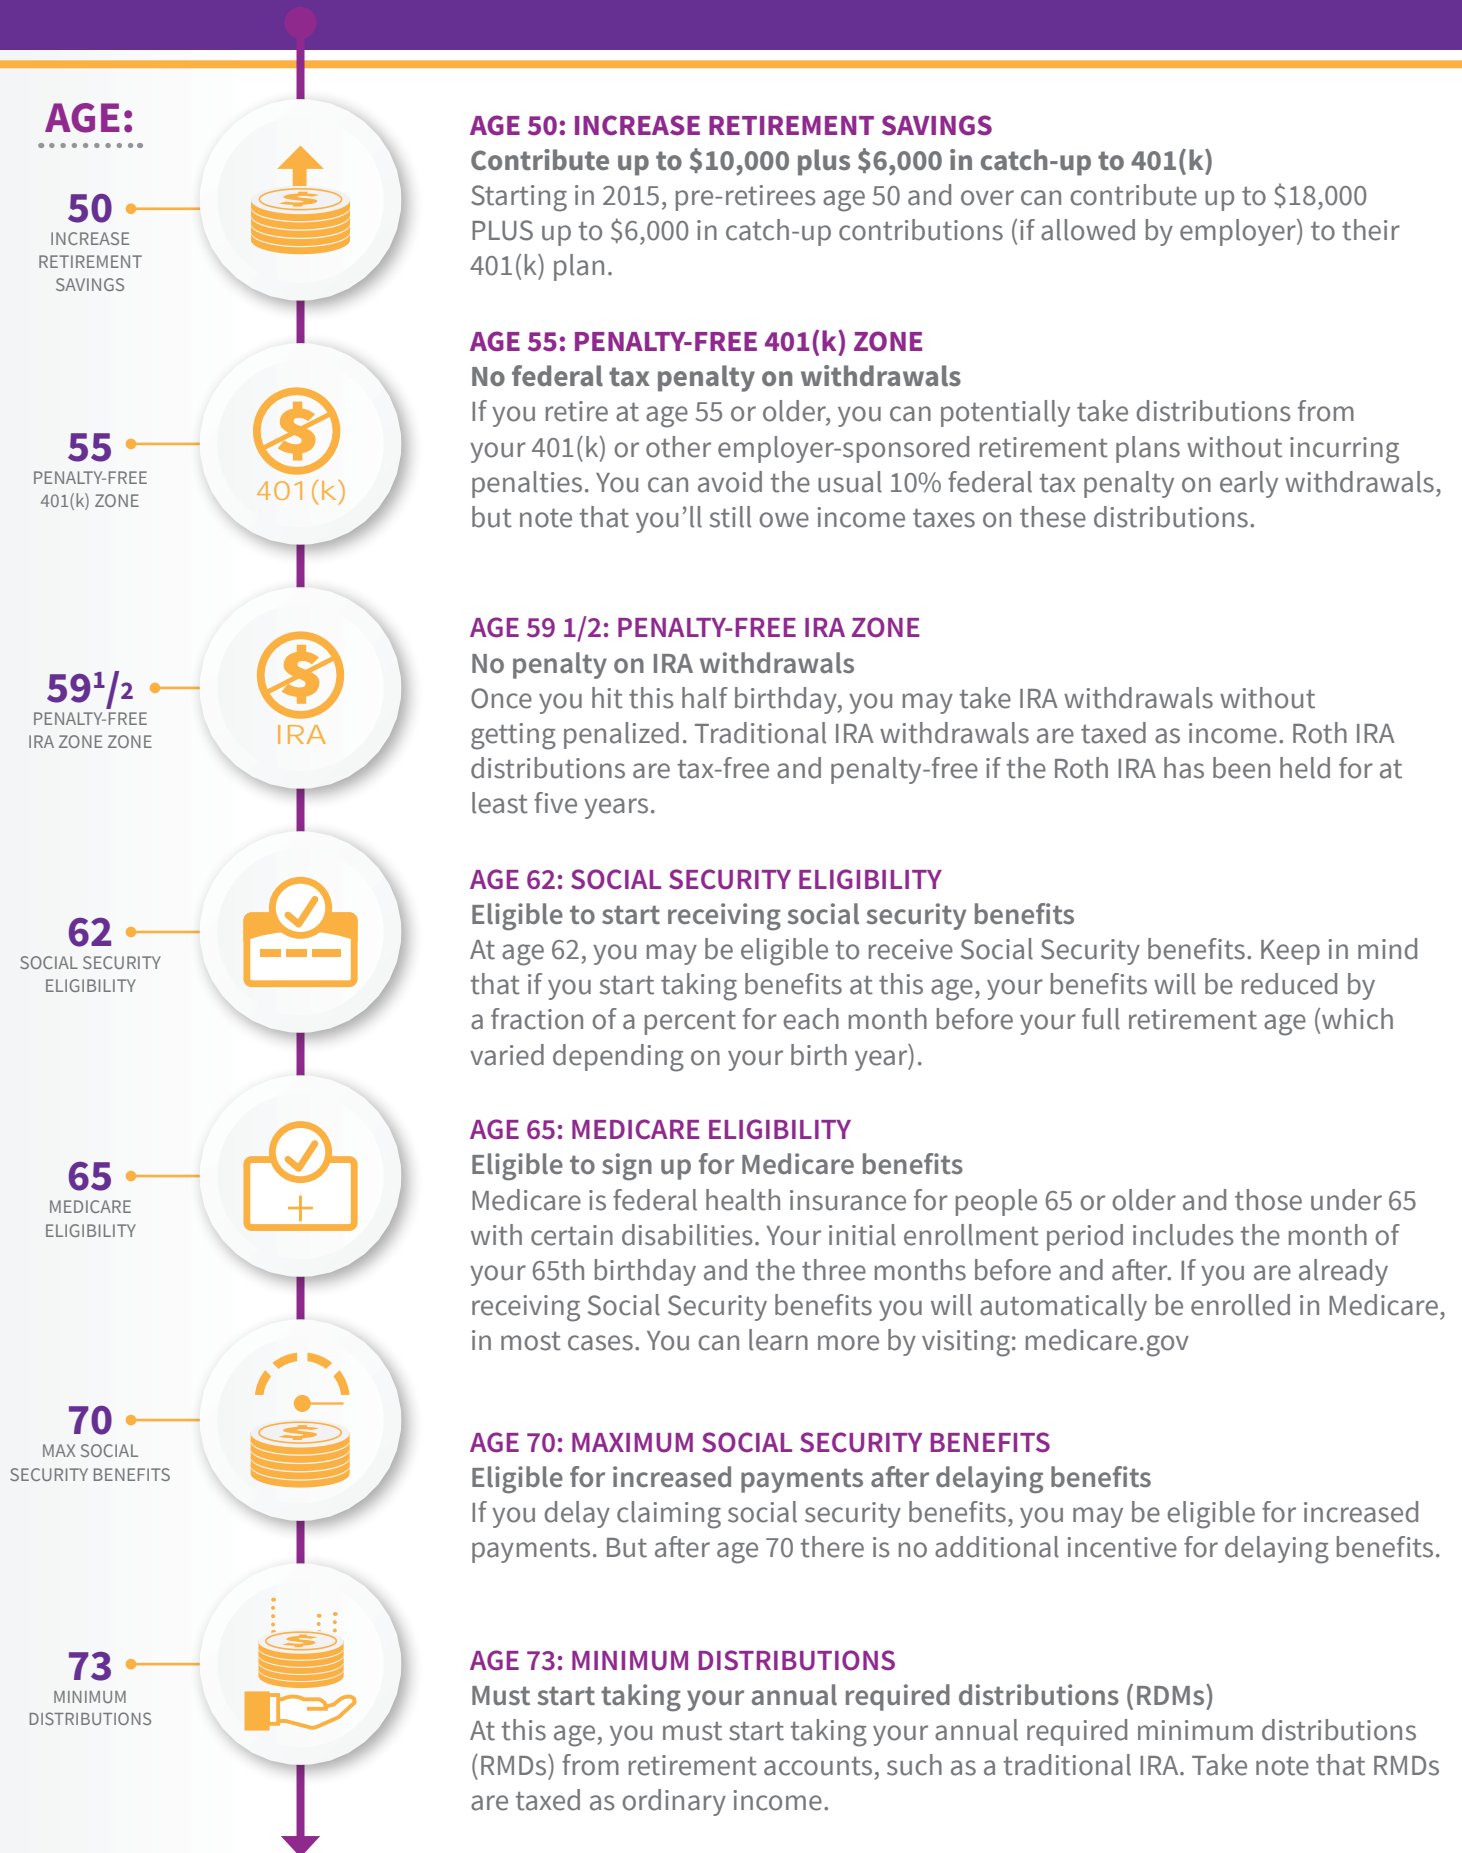 AGE:
50
INCREASE
RETIREMENT
SAVINGS
AGE 50: INCREASE RETIREMENT SAVINGS
Contribute up to $10,000 plus $6,000 in catch-up to 401(k)
Starting in 2015, pre-retirees age 50 and over can contribute up to $18,000
PLUS up to $6,000 in catch-up contributions (if allowed by employer) to their
401(k) plan.
55
PENALTY-FREE
401(k) ZONE
$
401(k)
AGE 55: PENALTY-FREE 401(k) ZONE
No federal tax penalty on withdrawals
If you retire at age 55 or older, you can potentially take distributions from
your 401(k) or other employer-sponsored retirement plans without incurring
penalties. You can avoid the usual 10% federal tax penalty on early withdrawals,
but note that you’ll still owe income taxes on these distributions.
59 1/2
PENALTY-FREE
IRA ZONE ZONE
$
IRA
AGE 59 1/2: PENALTY-FREE IRA ZONE
No penalty on IRA withdrawals
Once you hit this half birthday, you may take IRA withdrawals without
getting penalized. Traditional IRA withdrawals are taxed as income. Roth IRA
distributions are tax-free and penalty-free if the Roth IRA has been held for at
least five years.
62
SOCIAL SECURITY
ELIGIBILITY
AGE 62: SOCIAL SECURITY ELIGIBILITY
Eligible to start receiving social security benefits
At age 62, you may be eligible to receive Social Security benefits. Keep in mind
that if you start taking benefits at this age, your benefits will be reduced by
a fraction of a percent for each month before your full retirement age (which
varied depending on your birth year).
65
MEDICARE
ELIGIBILITY
AGE 65: MEDICARE ELIGIBILITY
Eligible to sign up for Medicare benefits
Medicare is federal health insurance for people 65 or older and those under 65
with certain disabilities. Your initial enrollment period includes the month of
your 65th birthday and the three months before and after. If you are already
receiving Social Security benefits you will automatically be enrolled in Medicare,
in most cases. You can learn more by visiting: medicare.gov
70
MAX SOCIAL
SECURITY BENEFITS
$
AGE 70: MAXIMUM SOCIAL SECURITY BENEFITS
Eligible for increased payments after delaying benefits
If you delay claiming social security benefits, you may be eligible for increased
payments. But after age 70 there is no additional incentive for delaying benefits.
73
MINIMUM
DISTRIBUTIONS
$
AGE 73: MINIMUM DISTRIBUTIONS
Must start taking your annual required distributions (RDMs)
At this age, you must start taking your annual required minimum distributions
(RMDs) from retirement accounts, such as a traditional IRA. Take note that RMDs
are taxed as ordinary income.